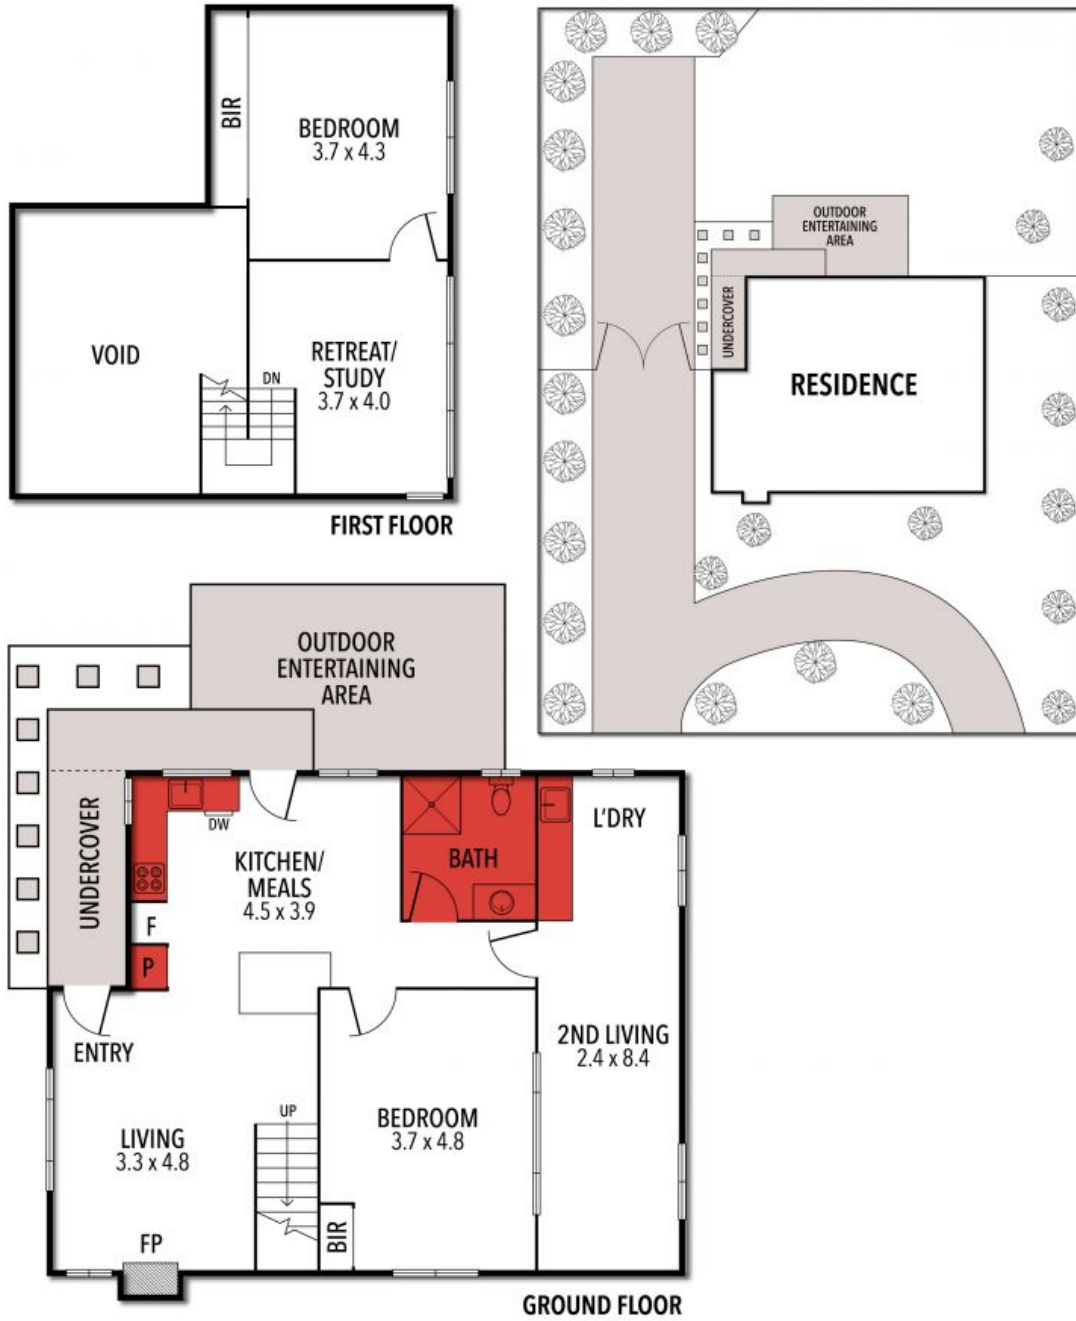 BIR
BEDROOM
3.7 x 4.3
VOID
RETREAT/
STUDY
3.7 x 4.0
DN
FIRST FLOOR
OUTDOOR
ENTERTAINING
AREA
UNDERCOVER
RESIDENCE
OUTDOOR
ENTERTAINING
AREA
UNDERCOVER
DW
KITCHEN/
MEALS
4.5 x 3.9
F
P
BATH
L'DRY
ENTRY
2ND LIVING
2.4 x 8.4
LIVING
3.3 x 4.8
UP
BEDROOM
3.7 x 4.8
BIR
FP
GROUND FLOOR